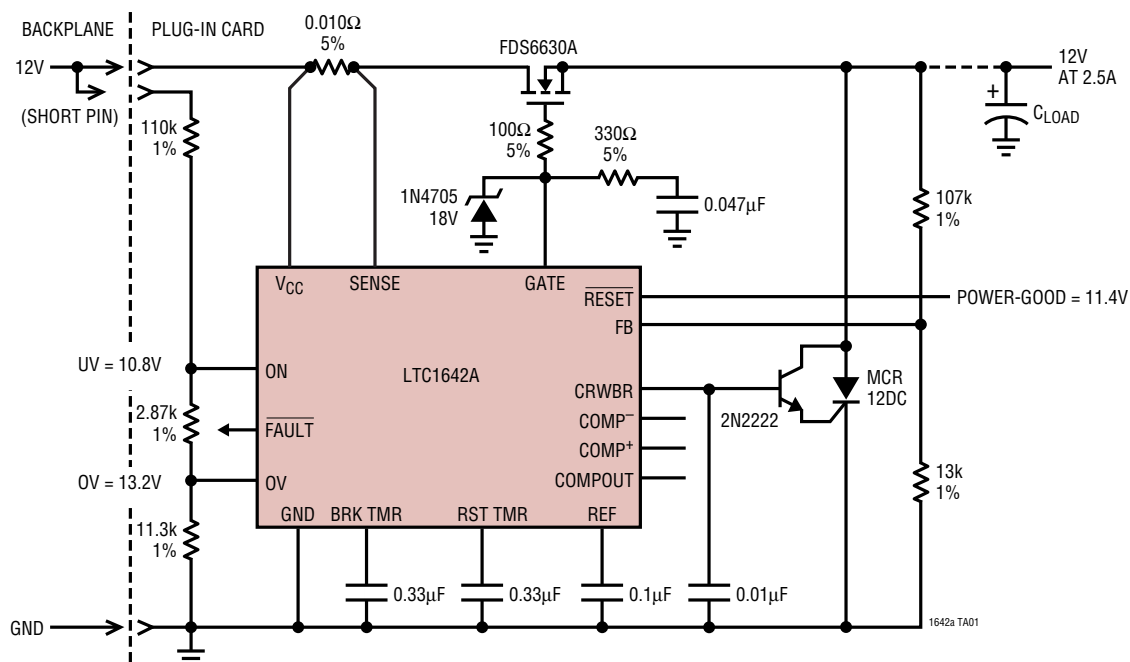 BACKPLANE
PLUG-IN CARD
0.010Ω
5%
FDS6630A
12V
(SHORT PIN)
12V
AT 2.5A
+
CLOAD
110k
1%
100Ω
5%
330Ω
5%
1N4705
18V
0.047µF
107k
1%
VCC
SENSE
GATE
RESET
POWER-GOOD = 11.4V
FB
UV = 10.8V
ON
LTC1642A
CRWBR
MCR
12DC
2N2222
2.87k
1%
FAULT
COMP–
COMP+
COMPOUT
OV = 13.2V
OV
13k
1%
GND
BRK TMR
RST TMR
REF
11.3k
1%
0.33µF
0.33µF
0.1µF
0.01µF
GND
1642a TA01